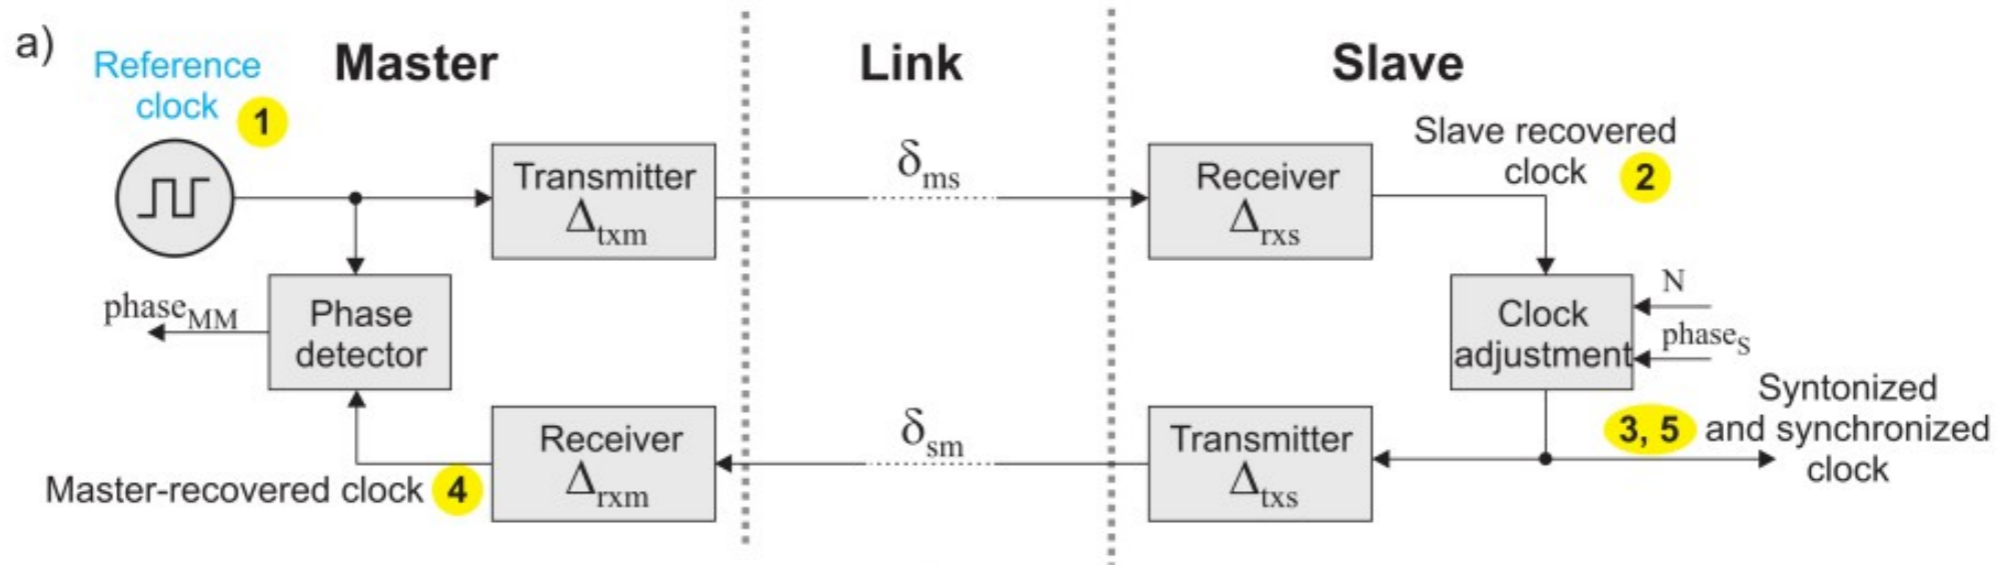 a)
Reference
clock
1
Master
Link
Slave
Transmitter
Δtxm
δms
Receiver
Δrxs
Slave recovered
clock
2
phaseMM
Phase
detector
Clock
adjustment
N
phaseS
Master-recovered clock
4
Receiver
Δrxm
δsm
Transmitter
Δtxs
3, 5
Syntonized
and synchronized
clock